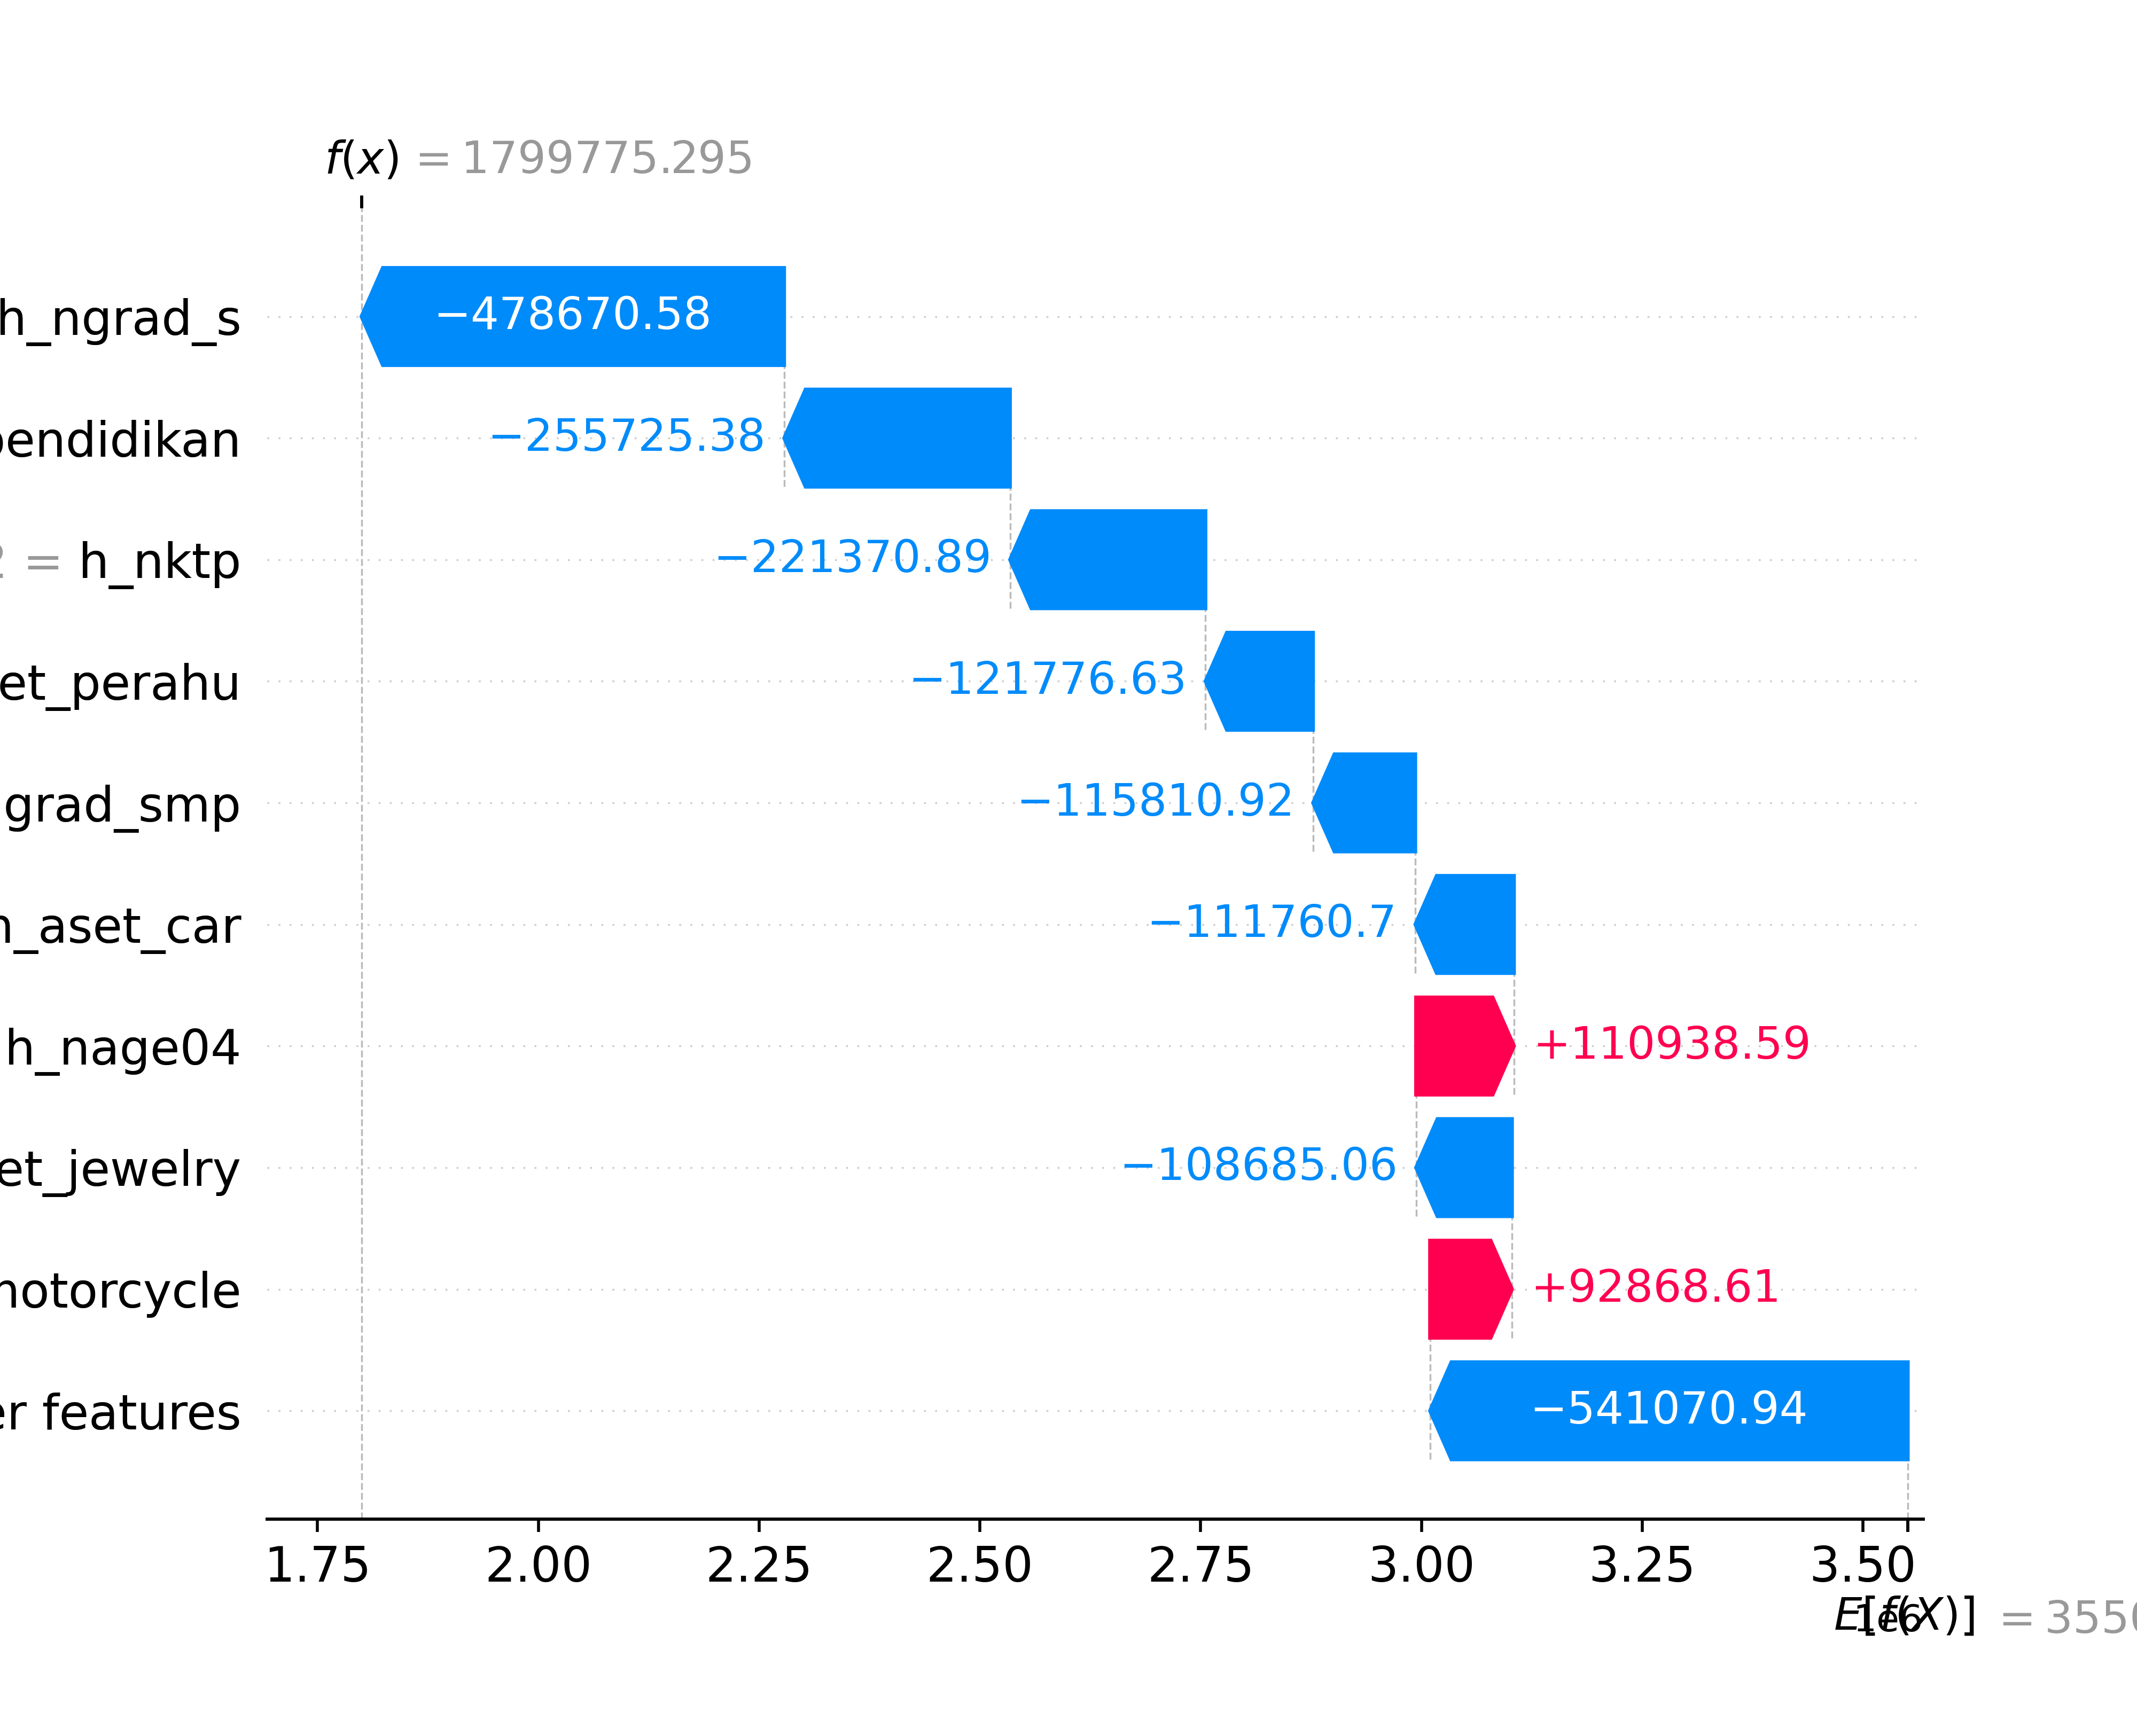 f(x) = 1799775.295
h_ngrad_s
−478670.58
pendidikan
−255725.38
= h_nktp
−221370.89
et_perahu
−121776.63
grad_smp
−115810.92
h_aset_car
−111760.7
h_nage04
+110938.59
et_jewelry
−108685.06
motorcycle
+92868.61
er features
−541070.94
1.75 2.00 2.25 2.50 2.75 3.00 3.25 3.50
1e6
E[f(X)] = 3550